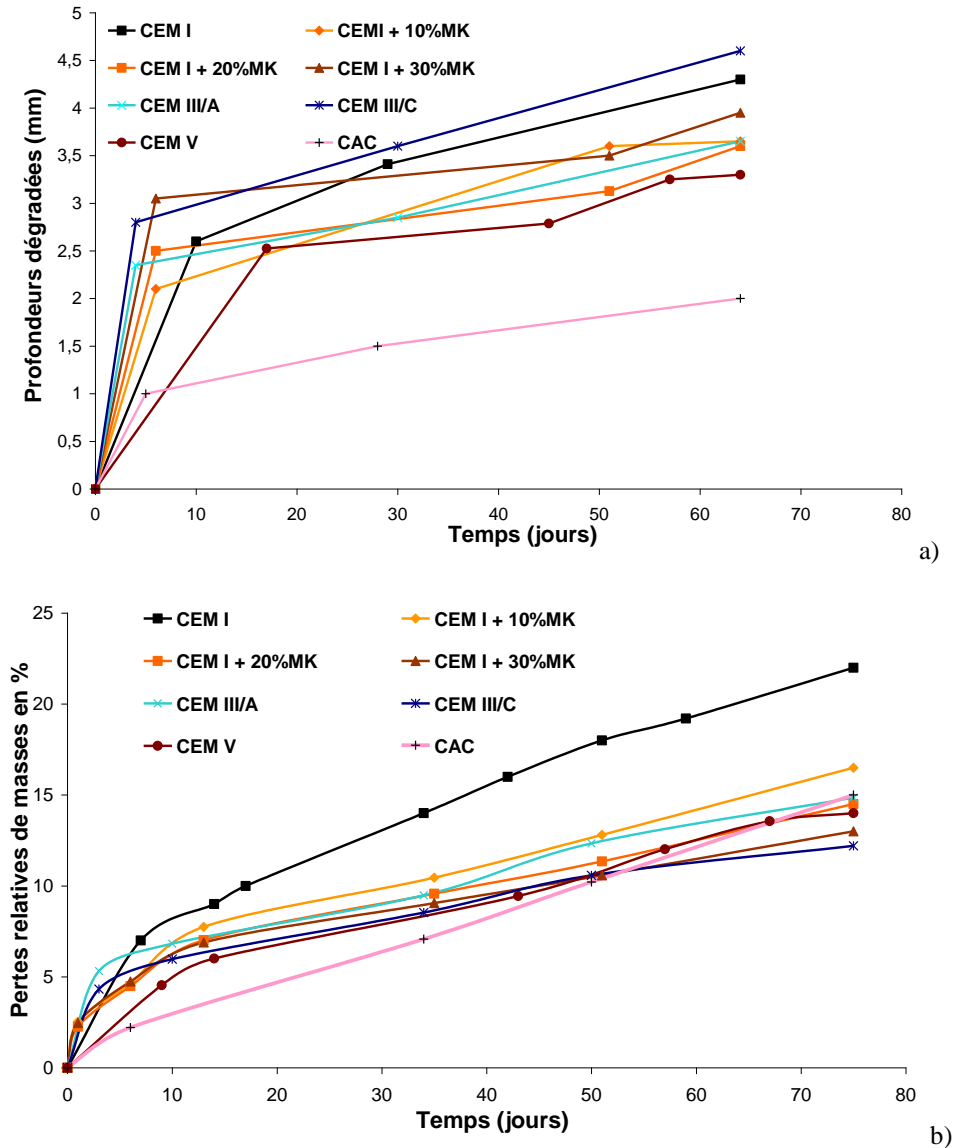 5
4,5
4
3,5
3
2,5
2
1,5
1
0,5
0
Profondeurs dégradées (mm)
CEM I
CEMI + 10%MK
CEM I + 20%MK
CEM I + 30%MK
CEM III/A
CEM III/C
CEM V
CAC
0 10 20 30 40 50 60 70 80
Temps (jours)
a)
25
20
15
10
5
0
Pertes relatives de masses en %
CEM I
CEM I + 10%MK
CEM I + 20%MK
CEM I + 30%MK
CEM III/A
CEM III/C
CEM V
CAC
0 10 20 30 40 50 60 70 80
Temps (jours)
b)